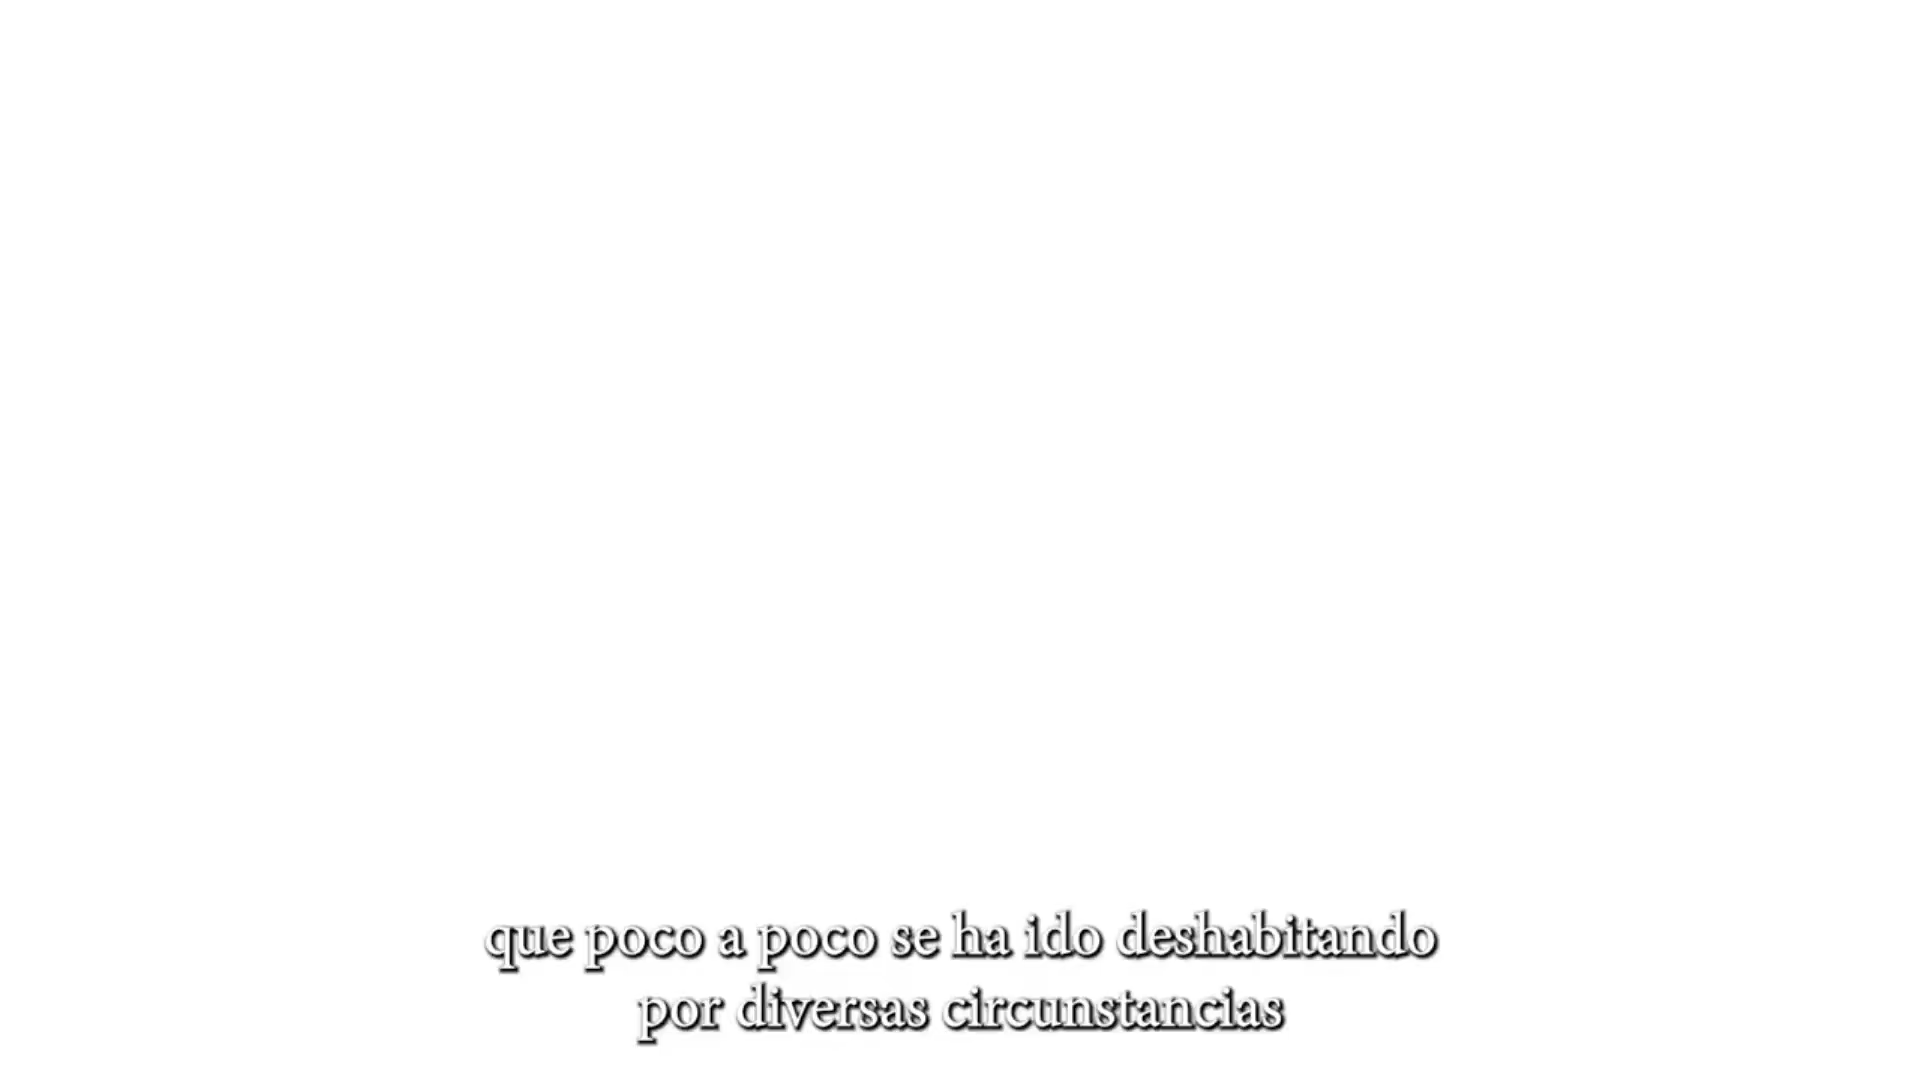 que poco a poco se ha ido deshabitando
por diversas circunstancias